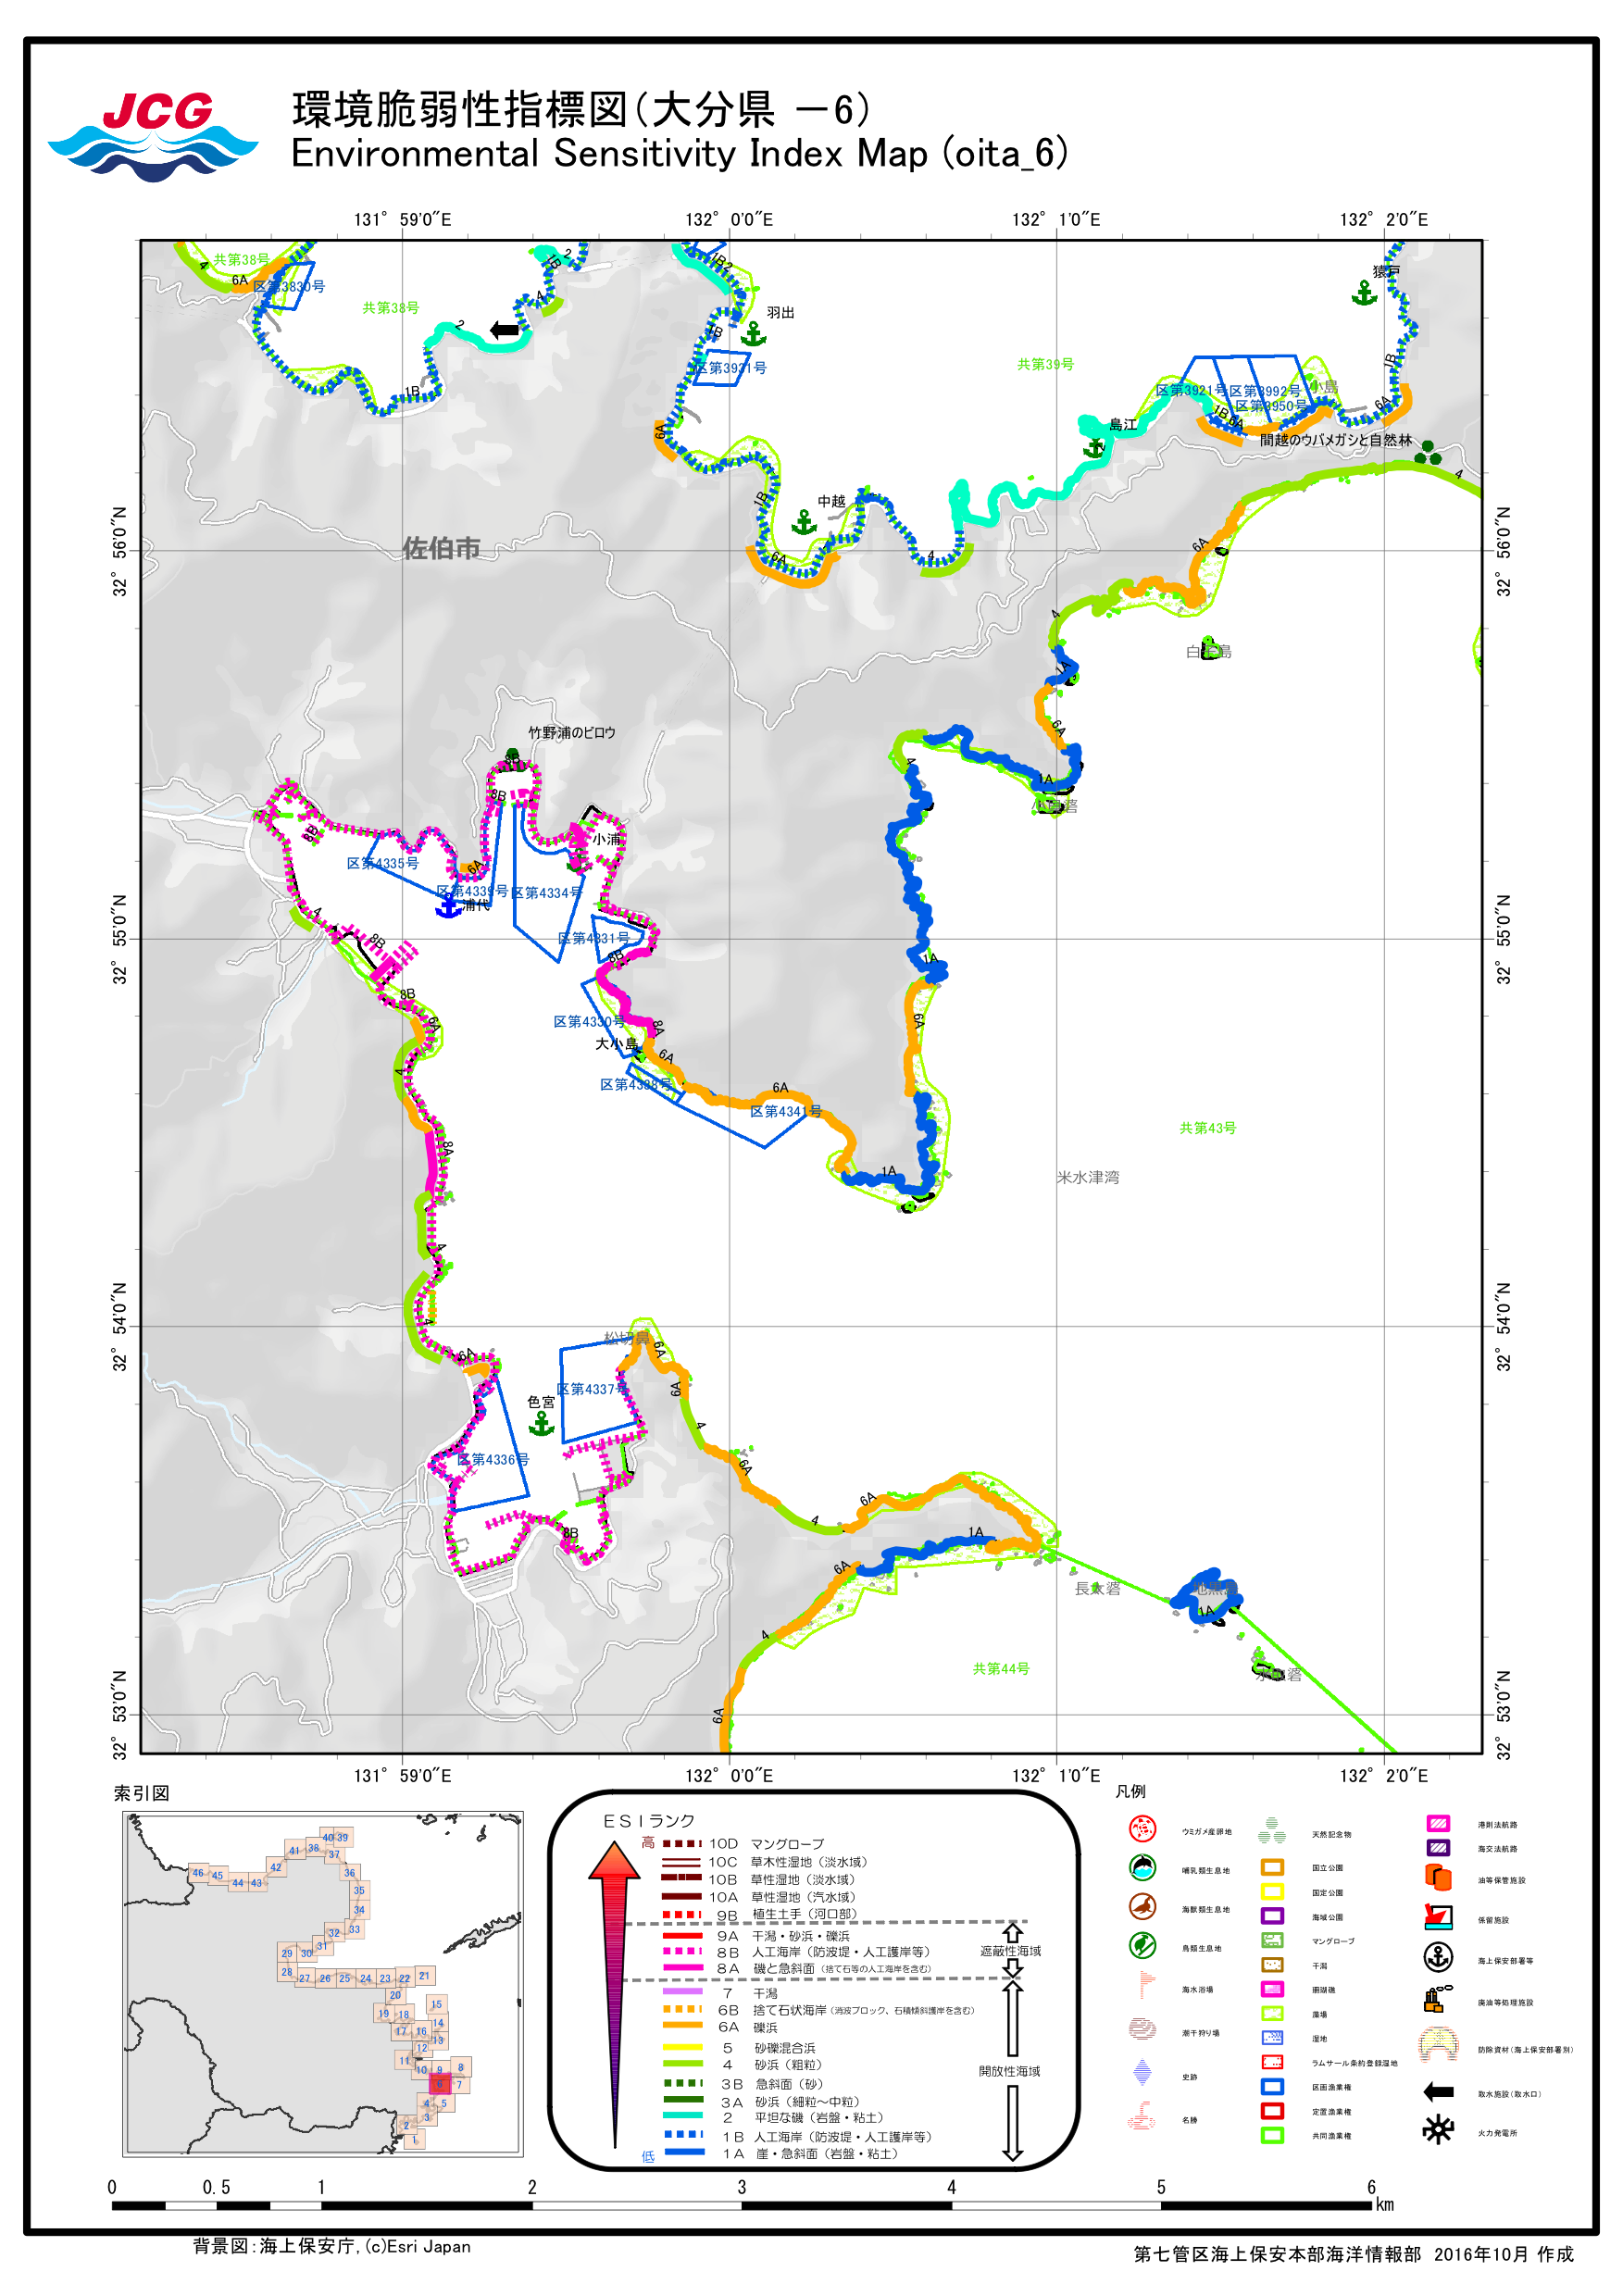 JCG
環境脆弱性指標図（大分県 －6）
Environmental Sensitivity Index Map (oita_6)
131° 59'0"E
132° 0'0"E
132° 1'0"E
132° 2'0"E
共第38号
区第3830号
共第38号
羽出
区第3931号
共第39号
猿戸
区第3921号
区第3992号
区第3950号
小島
島江
間越のウバメガシと自然林
中越
佐伯市
32° 56'0"N
32° 56'0"N
竹野浦のビロウ
小浦
区第4335号
区第4339号
区第4334号
浦代
区第4331号
32° 55'0"N
32° 55'0"N
区第4330号
大小島
区第4338号
区第4341号
共第43号
米水津湾
32° 54'0"N
32° 54'0"N
松切鼻
区第4337号
色宮
区第4336号
長太碆
共第44号
32° 53'0"N
32° 53'0"N
131° 59'0"E
132° 0'0"E
132° 1'0"E
132° 2'0"E
索引図
ＥＳＩランク
高
10D マングローブ
10C 草木性湿地（淡水域）
10B 草性湿地（淡水域）
10A 草性湿地（汽水域）
9B 植生土手（河口部）
9A 干潟・砂浜・礫浜
8B 人工海岸（防波堤・人工護岸等）
8A 磯と急斜面（捨て石等の人工海岸を含む）
7 干潟
6B 捨て石状海岸（消波ブロック、石積傾斜護岸を含む）
6A 礫浜
5 砂礫混合浜
4 砂浜（粗粒）
3B 急斜面（砂）
3A 砂浜（細粒～中粒）
2 平坦な磯（岩盤・粘土）
1B 人工海岸（防波堤・人工護岸等）
1A 崖・急斜面（岩盤・粘土）
低
遮蔽性海域
開放性海域
凡例
ウミガメ産卵地
哺乳類生息地
海獣類生息地
鳥類生息地
海水浴場
潮干狩り場
史跡
名勝
天然記念物
国立公園
国定公園
海域公園
マングローブ
干潟
珊瑚礁
藻場
湿地
ラムサール条約登録湿地
区画漁業権
定置漁業権
共同漁業権
港則法航路
海交法航路
油等保管施設
保留施設
海上保安部署等
廃油等処理施設
防除資材（海上保安部署別）
取水施設（取水口）
火力発電所
0 0.5 1 2 3 4 5 6 km
背景図：海上保安庁, (c)Esri Japan
第七管区海上保安本部海洋情報部 2016年10月 作成